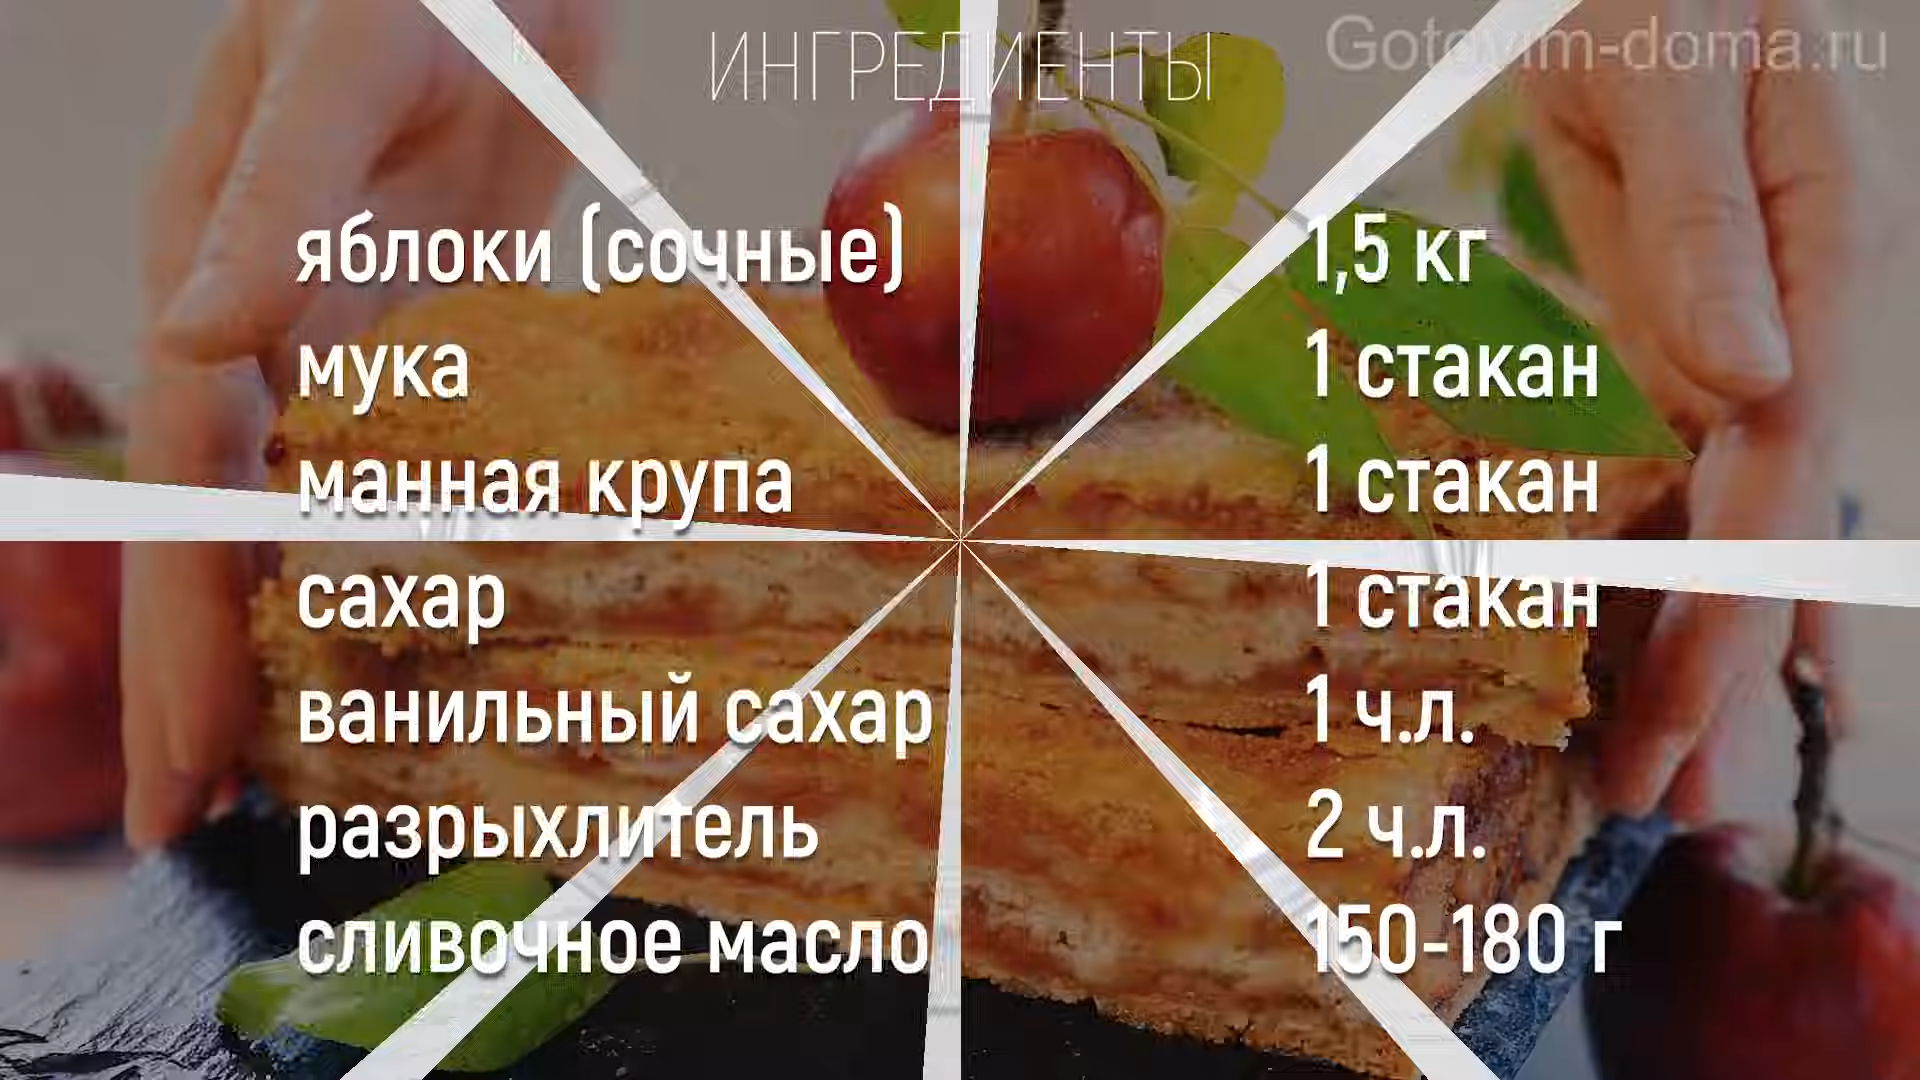 ИНГРЕДИЕНТЫ
Gotovim-doma.ru
яблоки (сочные) 1,5 кг
мука 1 стакан
манная крупа 1 стакан
сахар 1 стакан
ванильный сахар 1 ч.л.
разрыхлитель 2 ч.л.
сливочное масло 150-180 г